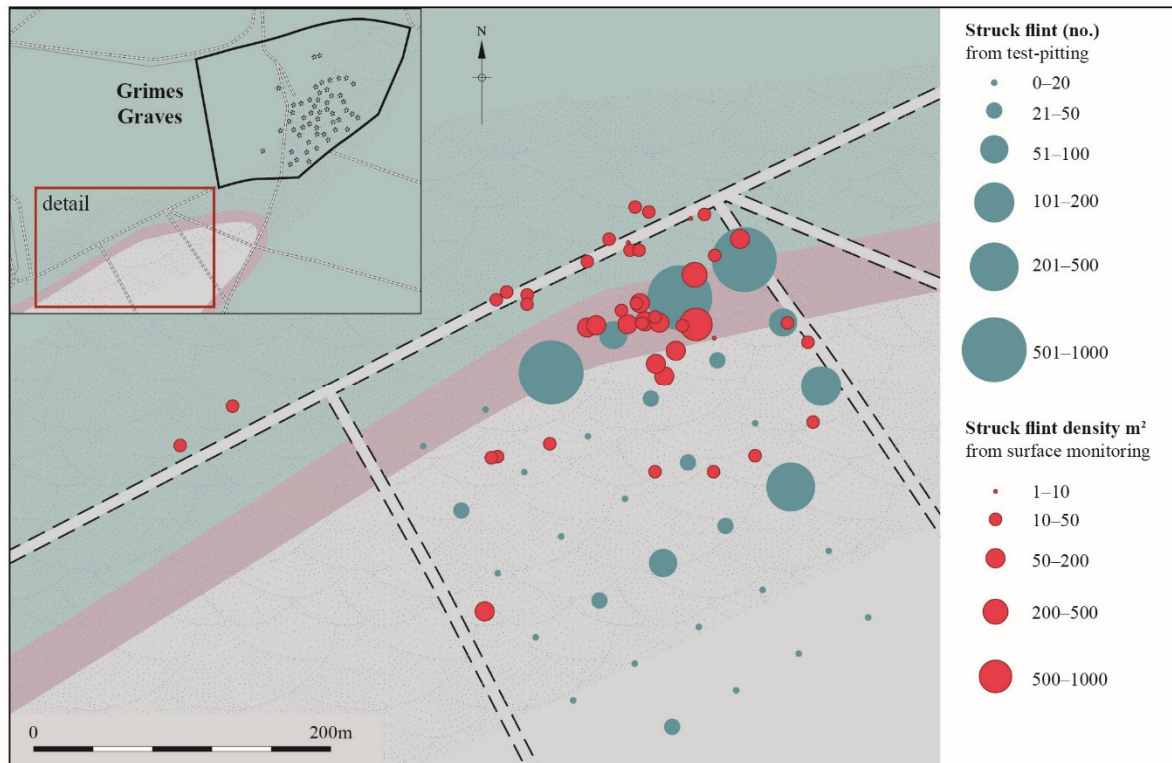 Grimes
Graves
detail
N
0
200m
Struck flint (no.)
from test-pitting
0–20
21–50
51–100
101–200
201–500
501–1000
Struck flint density m²
from surface monitoring
1–10
10–50
50–200
200–500
500–1000